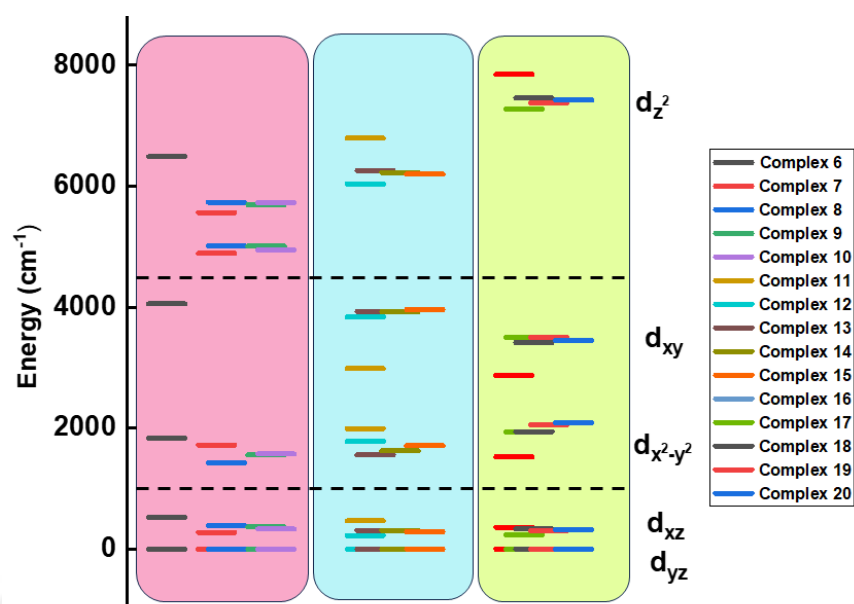 8000
6000
4000
2000
0
Energy (cm⁻¹)
d_z²
d_xy
d_x²-y²
d_xz
d_yz
Complex 6
Complex 7
Complex 8
Complex 9
Complex 10
Complex 11
Complex 12
Complex 13
Complex 14
Complex 15
Complex 16
Complex 17
Complex 18
Complex 19
Complex 20